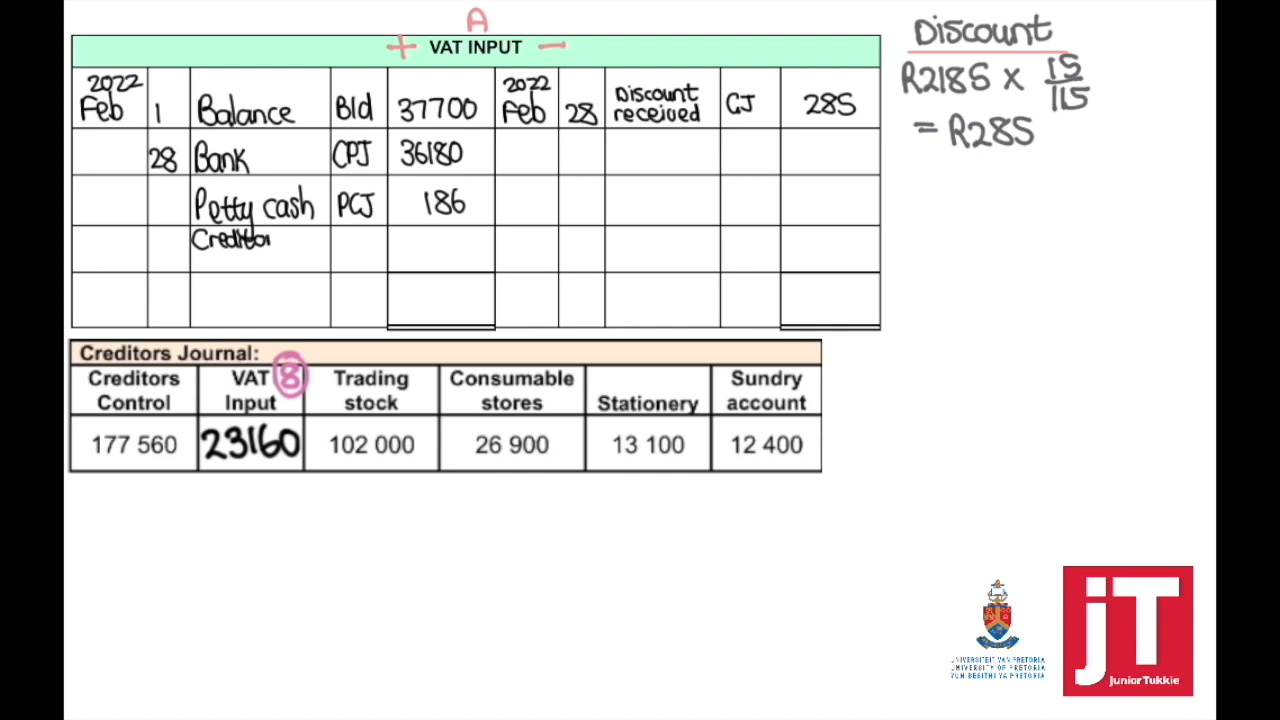 A
+ VAT INPUT -
2022 Feb 1 Balance Bld 37700 2022 Feb 28 Discount received CJ 285
28 Bank CPJ 36180
Petty cash PCJ 186
Creditor
Discount
R2185 x 15/115
= R285
Creditors Journal:
Creditors Control VAT Input 8 Trading stock Consumable stores Stationery Sundry account
177 560 23160 102 000 26 900 13 100 12 400
UNIVERSITEIT VAN PRETORIA
UNIVERSITY OF PRETORIA
YUNIBESITHI YA PRETORIA
jT
JuniorTukkie